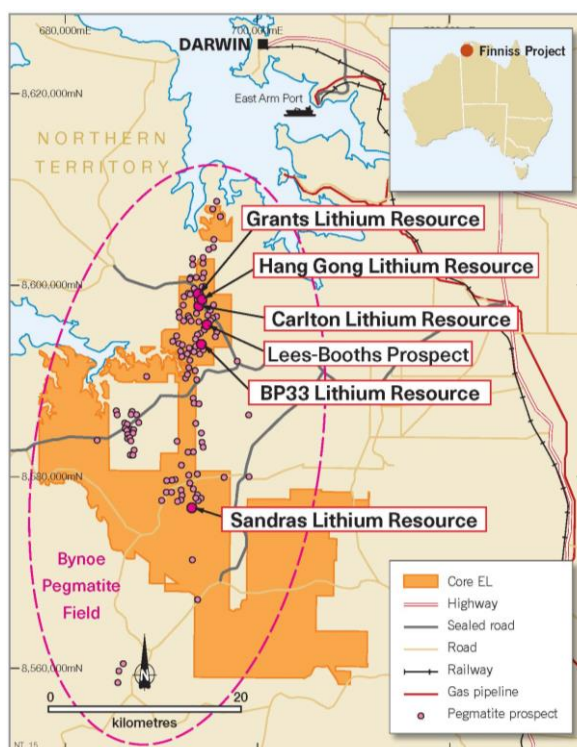 680,000mE
700,000mE
DARWIN
Finniss Project
8,620,000mN
East Arm Port
NORTHERN
TERRITORY
Grants Lithium Resource
8,600,000mN
Hang Gong Lithium Resource
Carlton Lithium Resource
Lees-Booths Prospect
BP33 Lithium Resource
8,580,000mN
Sandras Lithium Resource
Bynoe
Pegmatite
Field
Core EL
Highway
Sealed road
Road
Railway
Gas pipeline
Pegmatite prospect
8,560,000mN
N
0 20
kilometres